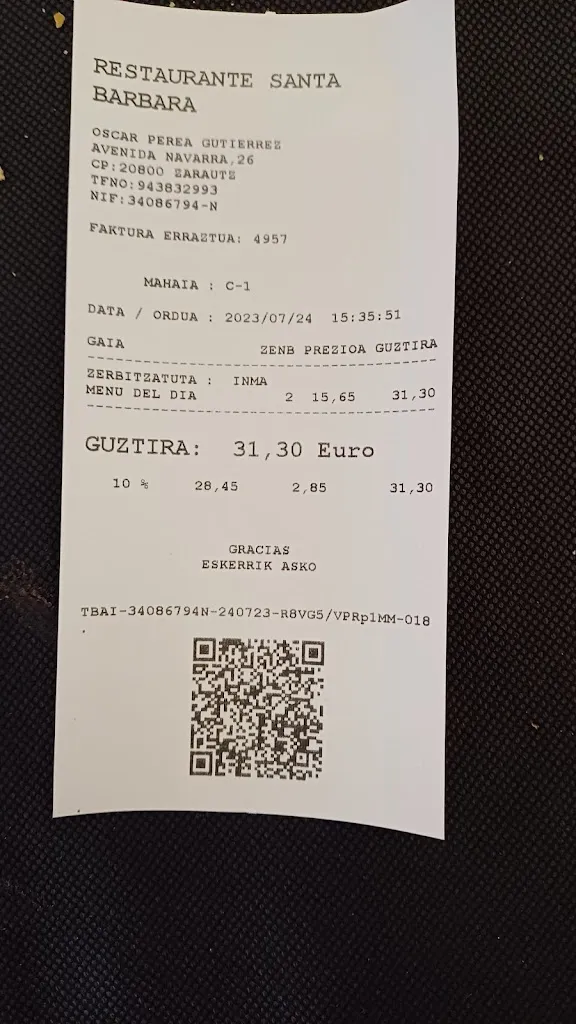 RESTAURANTE SANTA
BARBARA
OSCAR PEREA GUTIERREZ
AVENIDA NAVARRA,26
CP:20800 ZARAUTZ
TFNO:943832993
NIF:34086794-N
FAKTURA ERRAZTUA: 4957
MAHAIA : C-1
DATA / ORDUA : 2023/07/24 15:35:51
GAIA ZENB PREZIOA GUZTIRA
ZERBITZATUTA : INMA
MENU DEL DIA 2 15,65 31,30
GUZTIRA: 31,30 Euro
10 % 28,45 2,85 31,30
GRACIAS
ESKERRIK ASKO
TBAI-34086794N-240723-R8VG5/VPRp1MM-018